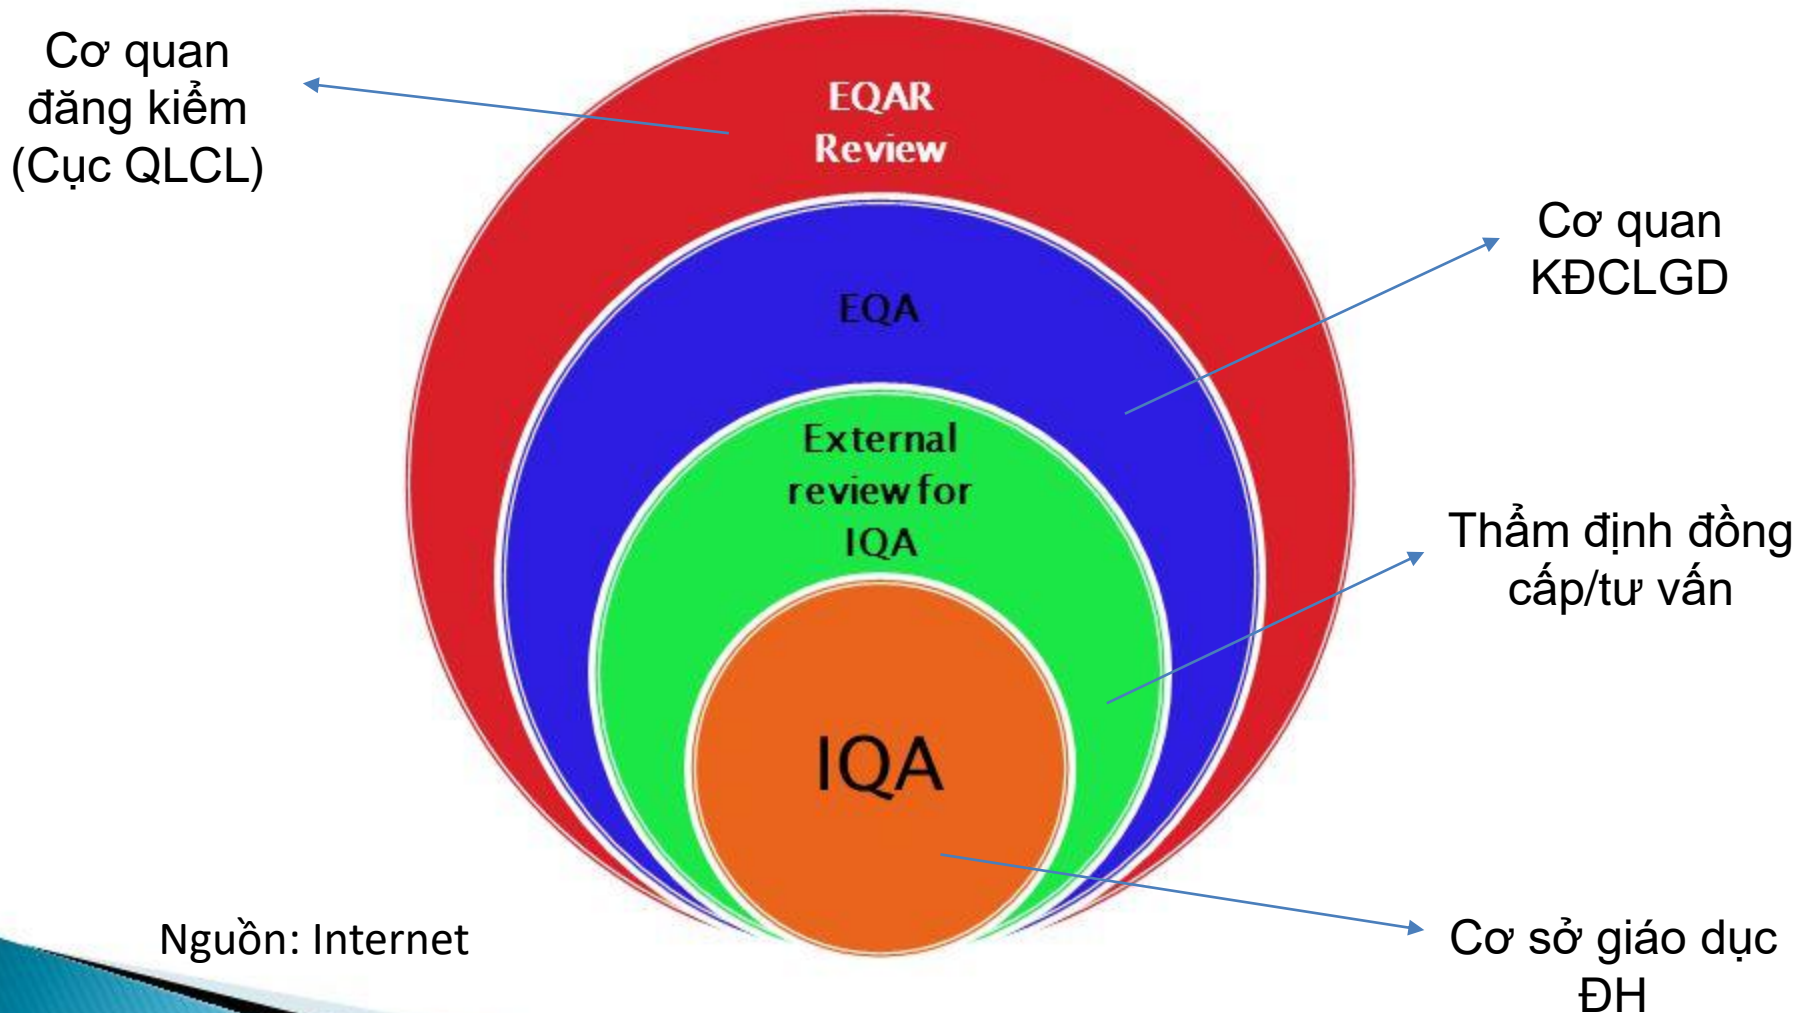 Cơ quan
đăng kiểm
(Cục QLCL)
EQAR
Review
Cơ quan
KĐCLGD
EQA
External
review for
IQA
Thẩm định đồng
cấp/tư vấn
IQA
Cơ sở giáo dục
ĐH
Nguồn: Internet